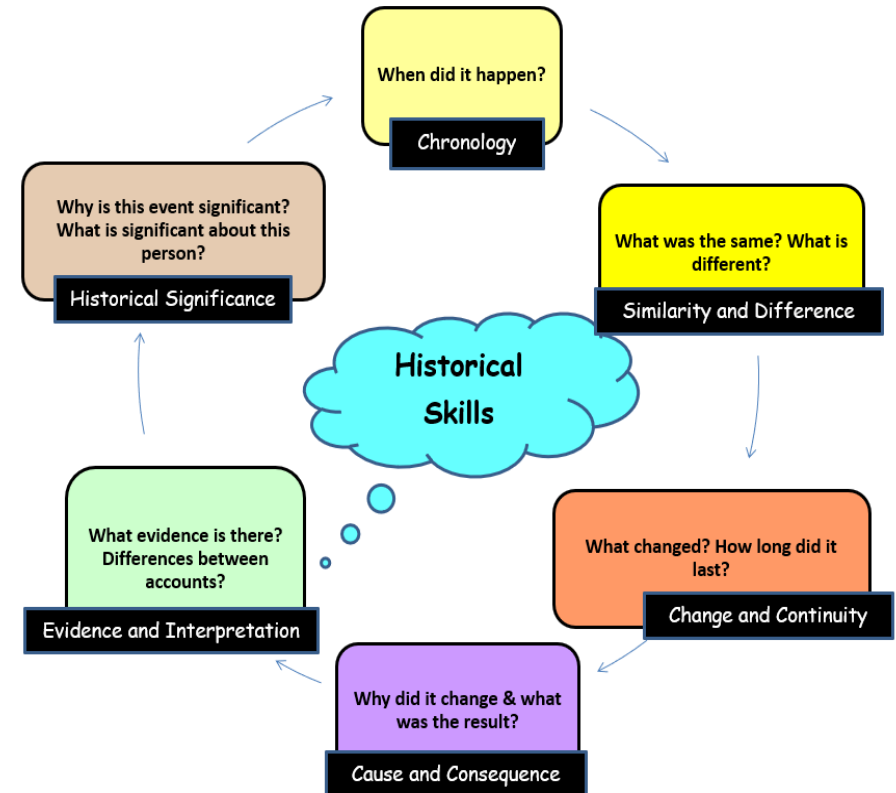 When did it happen?
Chronology
What was the same? What is
different?
Similarity and Difference
What changed? How long did it
last?
Change and Continuity
Why did it change & what
was the result?
Cause and Consequence
What evidence is there?
Differences between
accounts?
Evidence and Interpretation
Why is this event significant?
What is significant about this
person?
Historical Significance
Historical
Skills